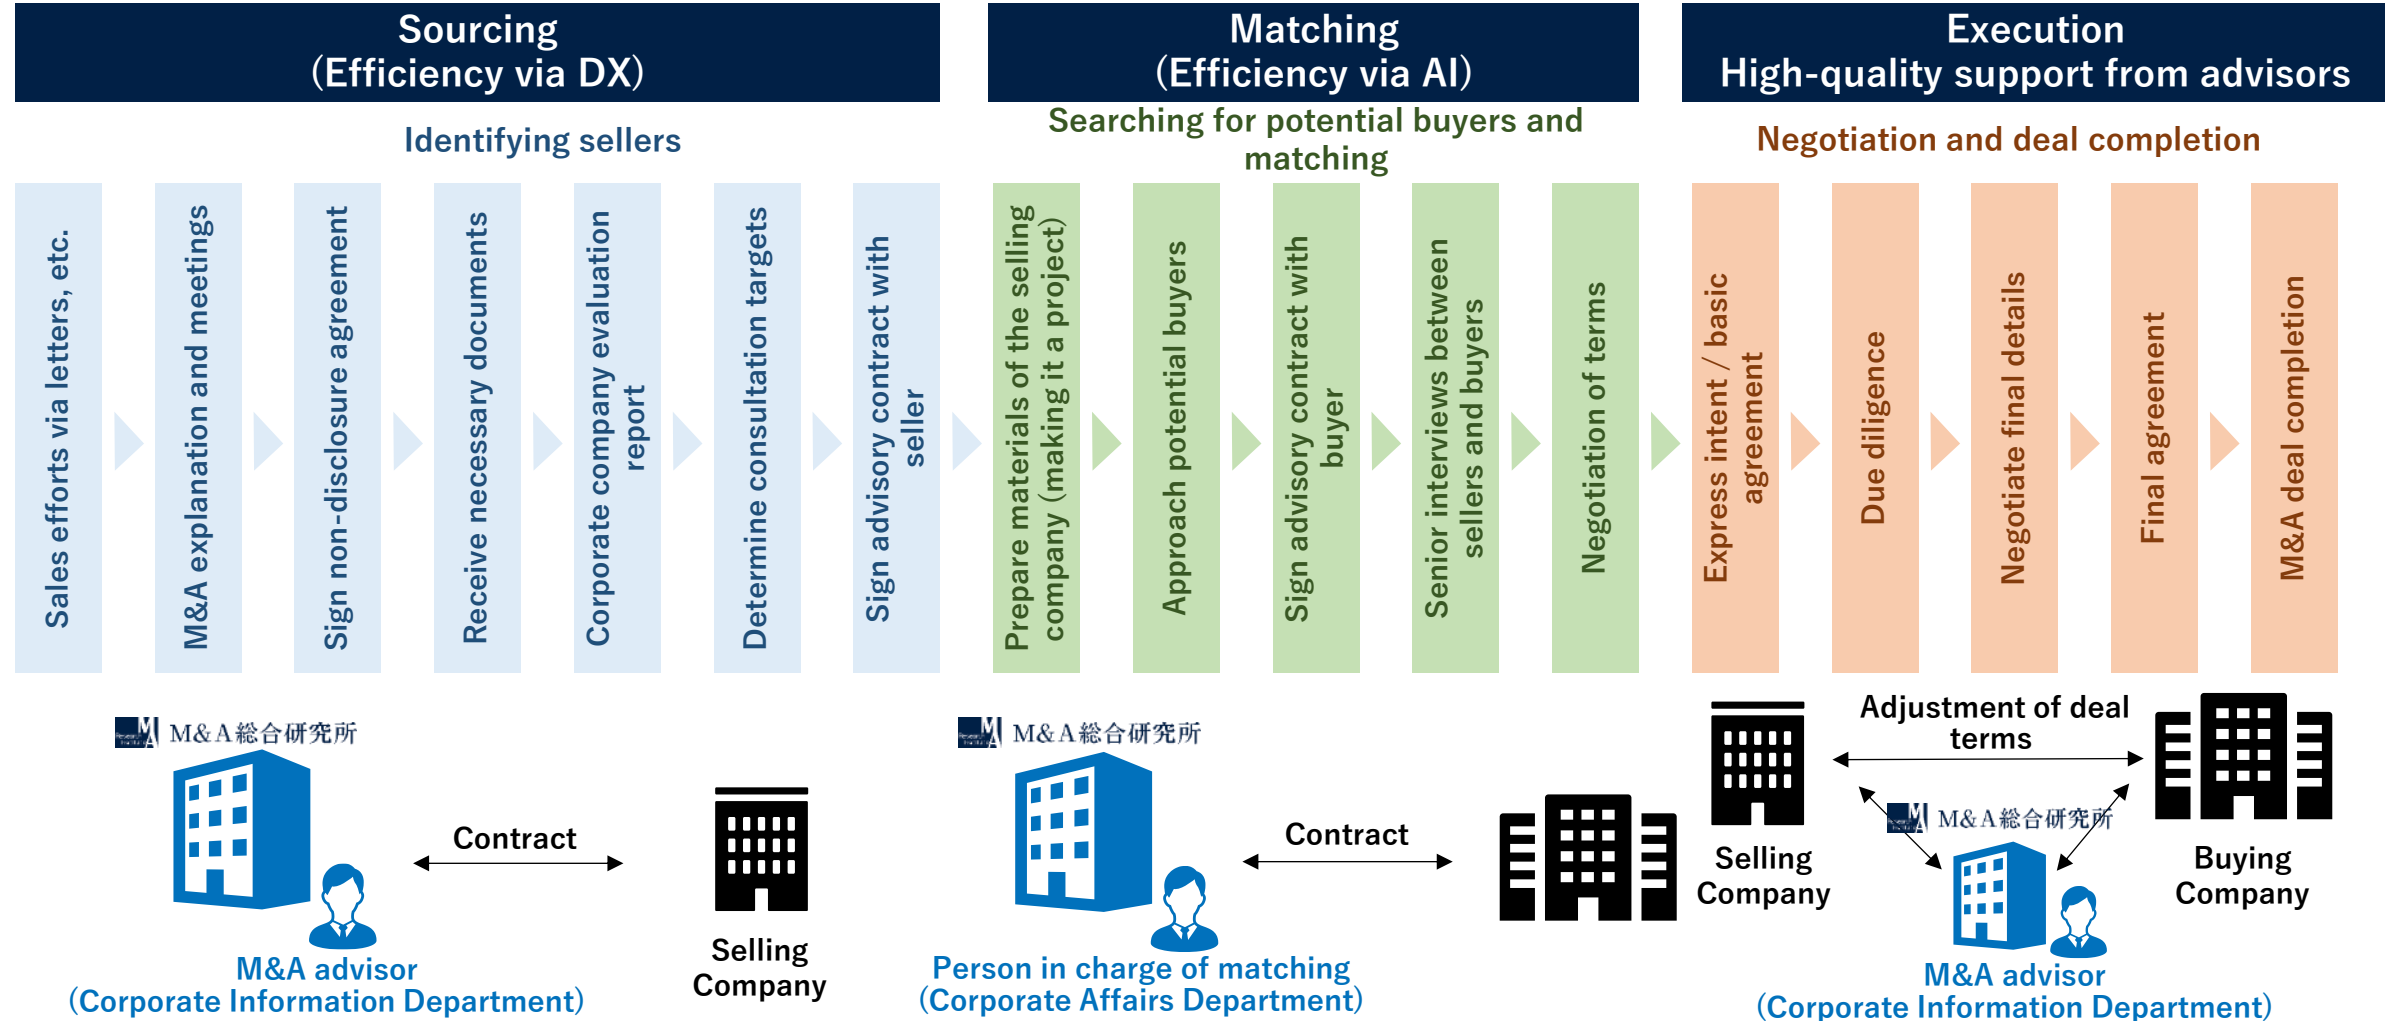 Sourcing
(Efficiency via DX)
Matching
(Efficiency via AI)
Execution
High-quality support from advisors
Identifying sellers
Searching for potential buyers and
matching
Negotiation and deal completion
Sales efforts via letters, etc.
M&A explanation and meetings
Sign non-disclosure agreement
Receive necessary documents
Corporate company evaluation
report
Determine consultation targets
Sign advisory contract with
seller
Prepare materials of the selling
company (making it a project)
Approach potential buyers
Sign advisory contract with
buyer
Senior interviews between
sellers and buyers
Negotiation of terms
Express intent / basic
agreement
Due diligence
Negotiate final details
Final agreement
M&A deal completion
M&A総合研究所
Contract
Selling
Company
M&A advisor
(Corporate Information Department)
M&A総合研究所
Contract
Person in charge of matching
(Corporate Affairs Department)
Adjustment of deal
terms
M&A総合研究所
Selling
Company
Buying
Company
M&A advisor
(Corporate Information Department)